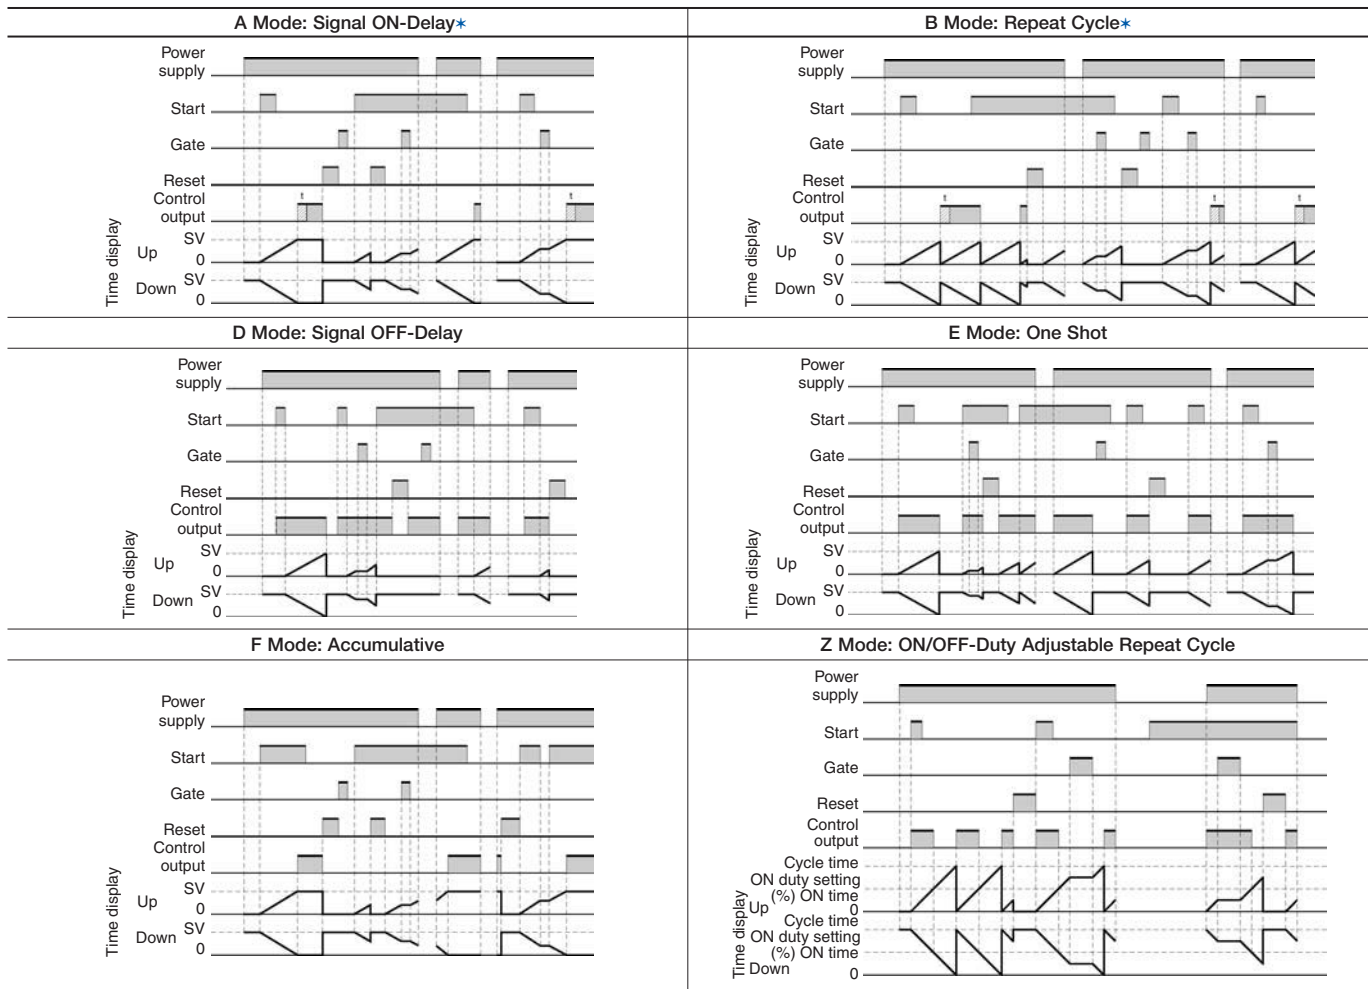 A Mode: Signal ON-Delay*
Power
supply
Start
Gate
Reset
Control
output
t
t
Time display
Up
SV
0
Down
SV
0
B Mode: Repeat Cycle*
Power
supply
Start
Gate
Reset
Control
output
t
t
t
Time display
Up
SV
0
Down
SV
0
D Mode: Signal OFF-Delay
Power
supply
Start
Gate
Reset
Control
output
Time display
Up
SV
0
Down
SV
0
E Mode: One Shot
Power
supply
Start
Gate
Reset
Control
output
Time display
Up
SV
0
Down
SV
0
F Mode: Accumulative
Power
supply
Start
Gate
Reset
Control
output
Time display
Up
SV
0
Down
SV
0
Z Mode: ON/OFF-Duty Adjustable Repeat Cycle
Power
supply
Start
Gate
Reset
Control
output
Time display
Cycle time
ON duty setting
(%) ON time
Up
0
Cycle time
ON duty setting
(%) ON time
Down
0